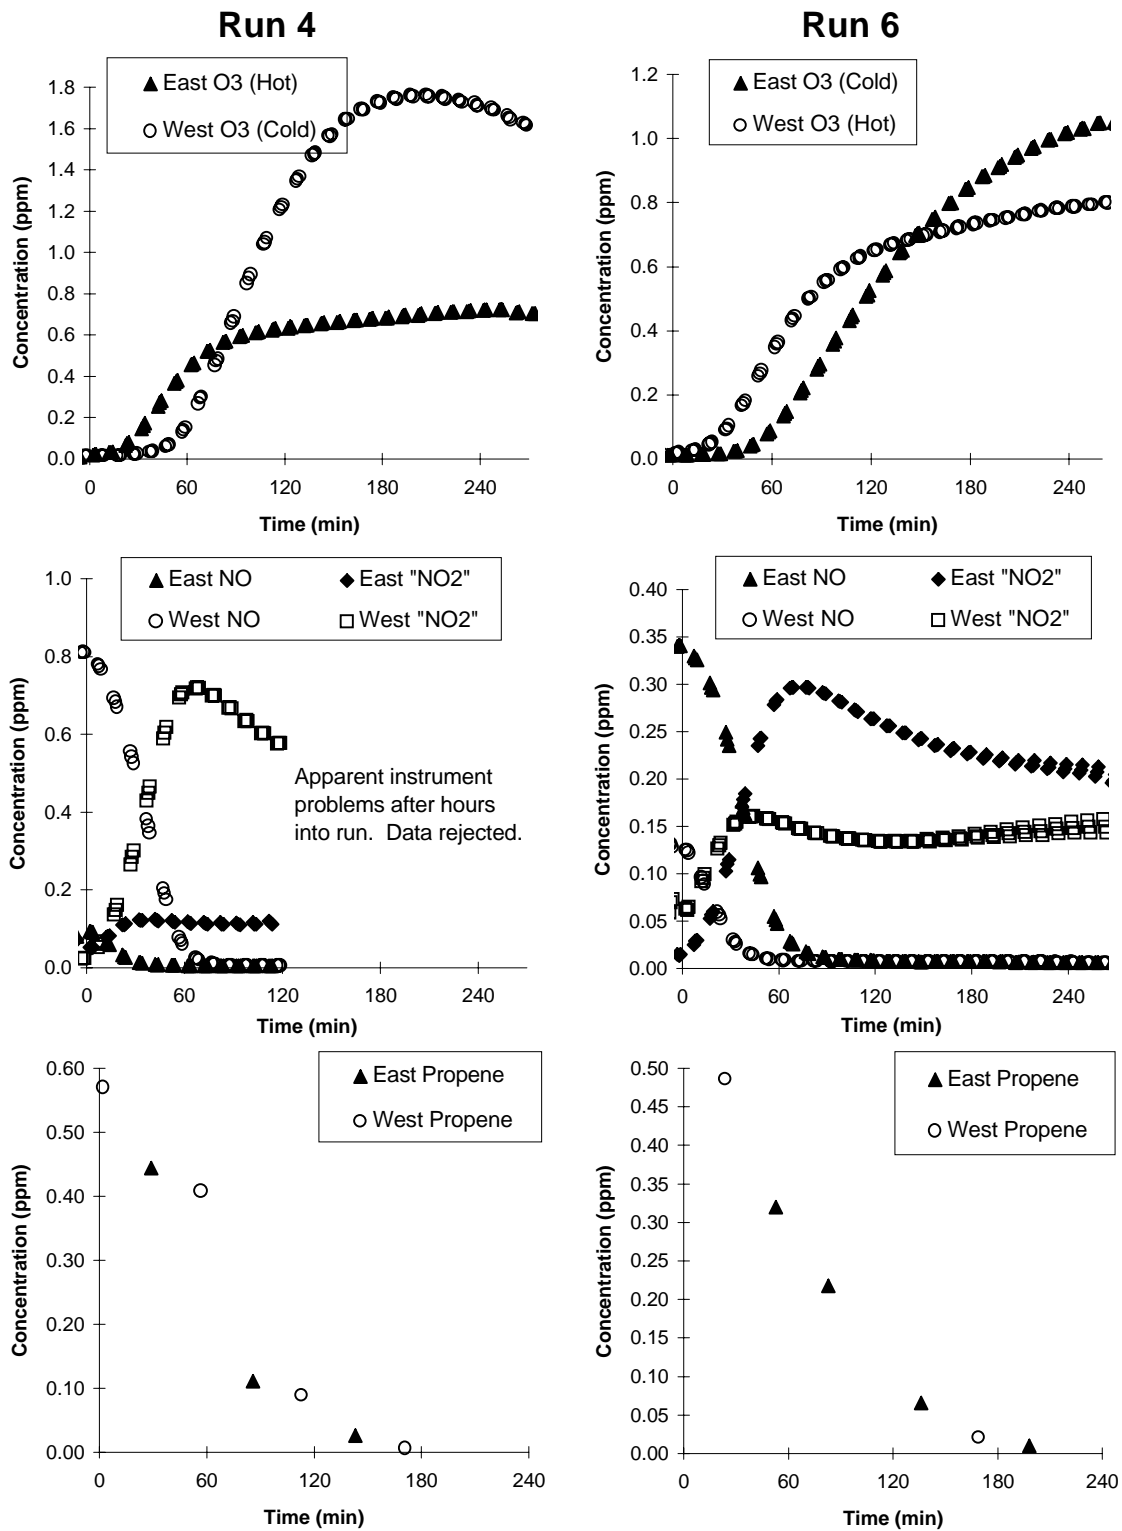 Run 4
Run 6
East O3 (Hot)
West O3 (Cold)
Concentration (ppm)
1.8
1.6
1.4
1.2
1.0
0.8
0.6
0.4
0.2
0.0
0 60 120 180 240
Time (min)
East O3 (Cold)
West O3 (Hot)
Concentration (ppm)
1.2
1.0
0.8
0.6
0.4
0.2
0.0
0 60 120 180 240
Time (min)
East NO East "NO2"
West NO West "NO2"
Concentration (ppm)
1.0
0.8
0.6
0.4
0.2
0.0
Apparent instrument
problems after hours
into run. Data rejected.
0 60 120 180 240
Time (min)
East NO East "NO2"
West NO West "NO2"
Concentration (ppm)
0.40
0.35
0.30
0.25
0.20
0.15
0.10
0.05
0.00
0 60 120 180 240
Time (min)
East Propene
West Propene
Concentration (ppm)
0.60
0.50
0.40
0.30
0.20
0.10
0.00
0 60 120 180 240
Time (min)
East Propene
West Propene
Concentration (ppm)
0.50
0.45
0.40
0.35
0.30
0.25
0.20
0.15
0.10
0.05
0.00
0 60 120 180 240
Time (min)